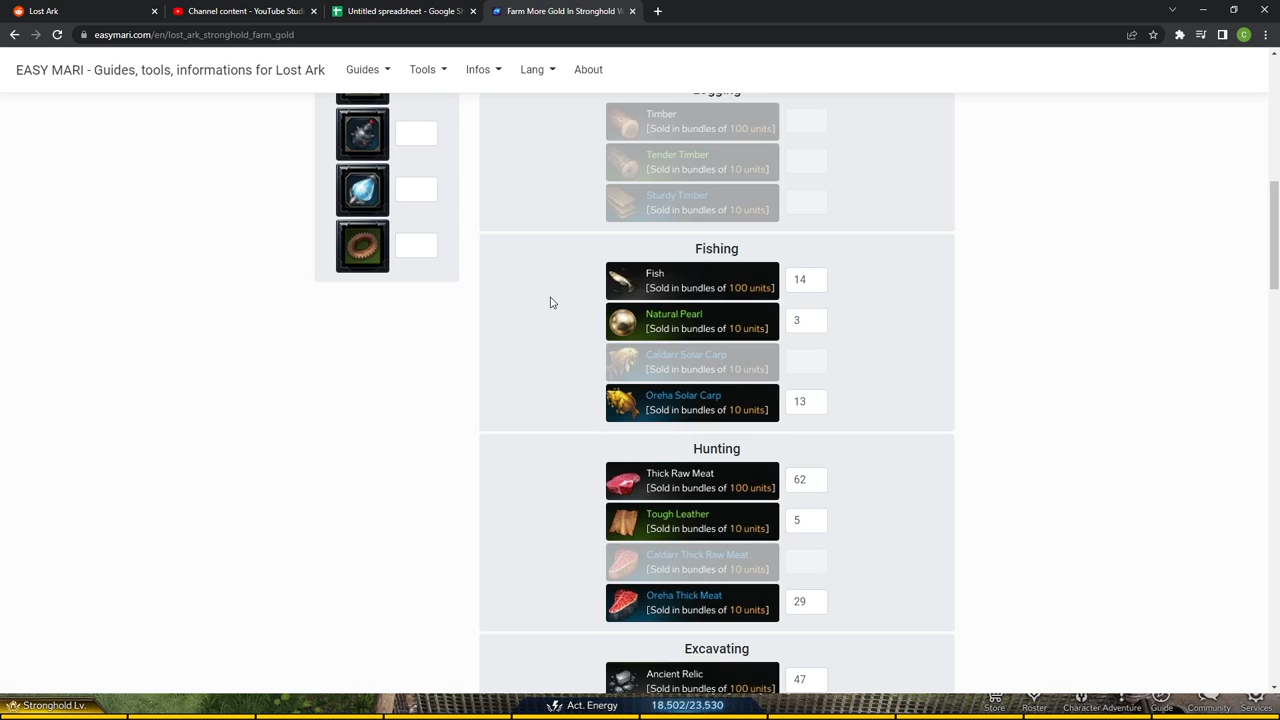 Lost Ark
Channel content - YouTube Stud
Untitled spreadsheet - Google Sh
Farm More Gold In Stronghold W
easymari.com/en/lost_ark_stronghold_farm_gold
C
EASY MARI - Guides, tools, informations for Lost Ark
Guides
Tools
Infos
Lang
About
Logging
Timber
[Sold in bundles of 100 units]
Tender Timber
[Sold in bundles of 10 units]
Sturdy Timber
[Sold in bundles of 10 units]
Fishing
Fish
[Sold in bundles of 100 units]
14
Natural Pearl
[Sold in bundles of 10 units]
3
Caldarr Solar Carp
[Sold in bundles of 10 units]
Oreha Solar Carp
[Sold in bundles of 10 units]
13
Hunting
Thick Raw Meat
[Sold in bundles of 100 units]
62
Tough Leather
[Sold in bundles of 10 units]
5
Caldarr Thick Raw Meat
[Sold in bundles of 10 units]
Oreha Thick Meat
[Sold in bundles of 10 units]
29
Excavating
Ancient Relic
[Sold in bundles of 100 units]
47
Stronghold Lv.
Act. Energy
18,502/23,530
Store
Roster
Character
Adventure
Guide
Community
Services